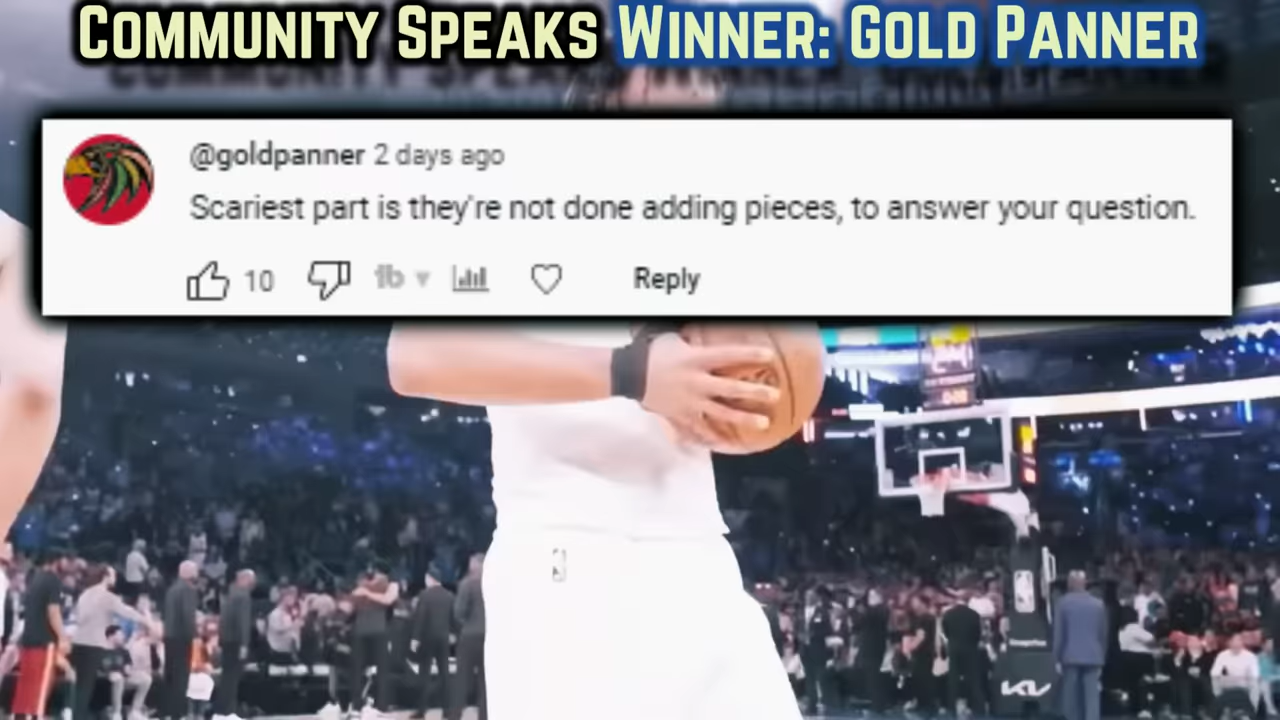 COMMUNITY SPEAKS WINNER: GOLD PANNER
@goldpanner 2 days ago
Scariest part is they're not done adding pieces, to answer your question.
10
Reply
KIA